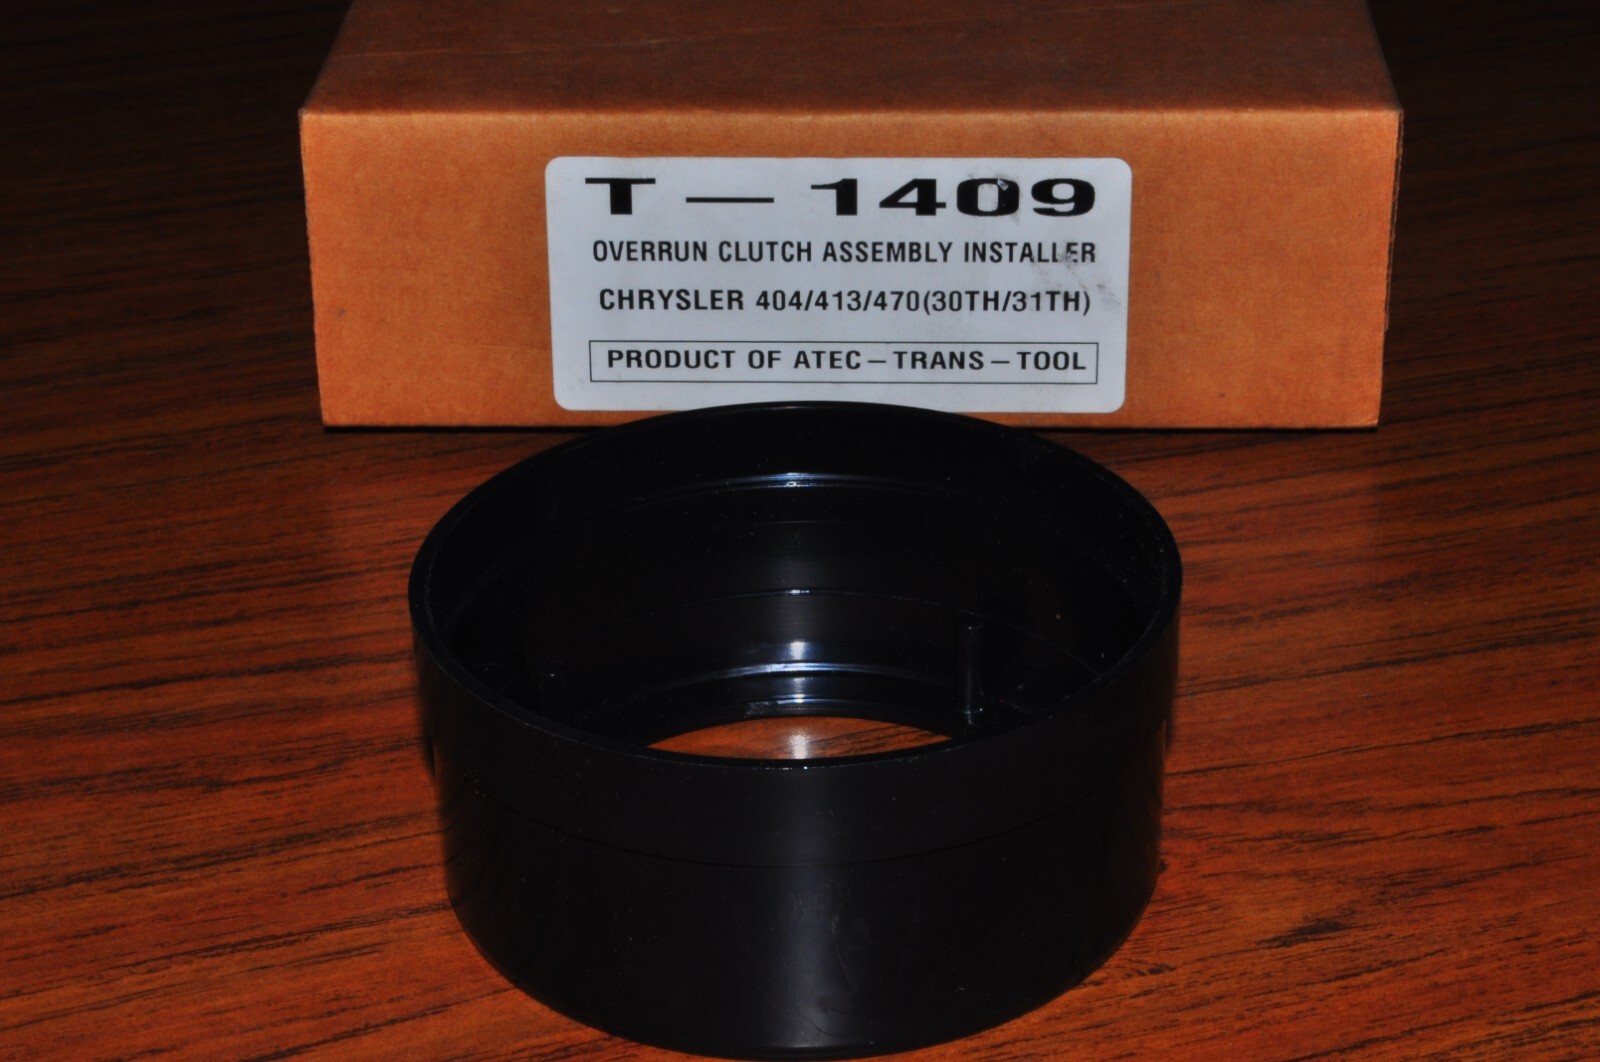 T — 1409
OVERRUN CLUTCH ASSEMBLY INSTALLER
CHRYSLER 404/413/470(30TH/31TH)
PRODUCT OF ATEC — TRANS — TOOL